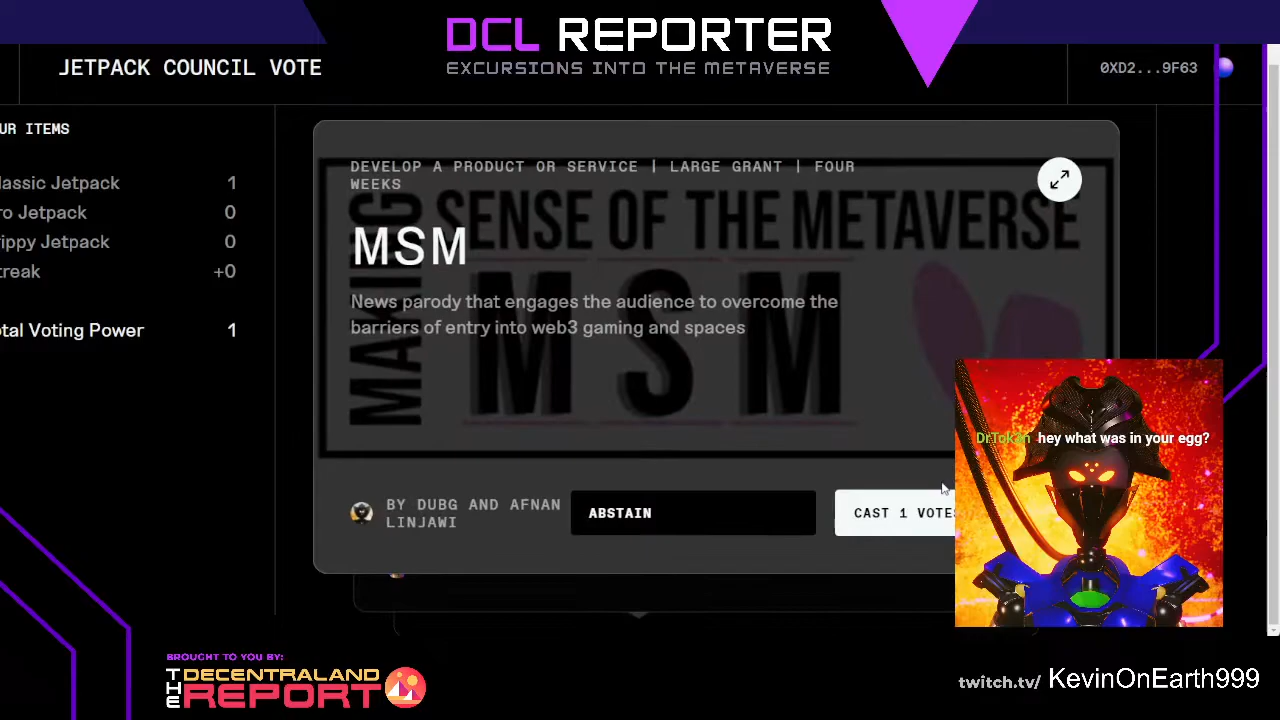 DCL REPORTER
EXCURSIONS INTO THE METAVERSE
JETPACK COUNCIL VOTE
0XD2...9F63
UR ITEMS
lassic Jetpack 1
ro Jetpack 0
rippy Jetpack 0
treak +0
otal Voting Power 1
DEVELOP A PRODUCT OR SERVICE | LARGE GRANT | FOUR
WEEKS
MAKING
SENSE OF THE METAVERSE
MSM
MSM
News parody that engages the audience to overcome the
barriers of entry into web3 gaming and spaces
BY DUBG AND AFNAN
LINJAWI
ABSTAIN
CAST 1 VOTES
DrTok3n hey what was in your egg?
BROUGHT TO YOU BY:
THE DECENTRALAND
REPORT
twitch.tv/ KevinOnEarth999